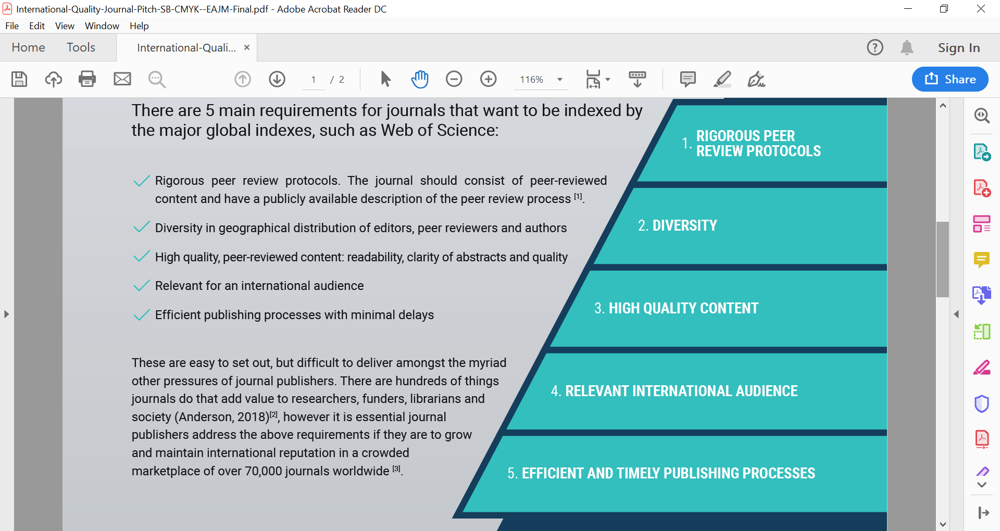 International-Quality-Journal-Pitch-SB-CMYK--EAJM-Final.pdf - Adobe Acrobat Reader DC
File Edit View Window Help
Home Tools International-Quali... × Sign In
1 / 2 116% Share
There are 5 main requirements for journals that want to be indexed by
the major global indexes, such as Web of Science:
Rigorous peer review protocols. The journal should consist of peer-reviewed
content and have a publicly available description of the peer review process [1].
Diversity in geographical distribution of editors, peer reviewers and authors
High quality, peer-reviewed content: readability, clarity of abstracts and quality
Relevant for an international audience
Efficient publishing processes with minimal delays
These are easy to set out, but difficult to deliver amongst the myriad
other pressures of journal publishers. There are hundreds of things
journals do that add value to researchers, funders, librarians and
society (Anderson, 2018)[2], however it is essential journal
publishers address the above requirements if they are to grow
and maintain international reputation in a crowded
marketplace of over 70,000 journals worldwide [3].
1. RIGOROUS PEER
REVIEW PROTOCOLS
2. DIVERSITY
3. HIGH QUALITY CONTENT
4. RELEVANT INTERNATIONAL AUDIENCE
5. EFFICIENT AND TIMELY PUBLISHING PROCESSES